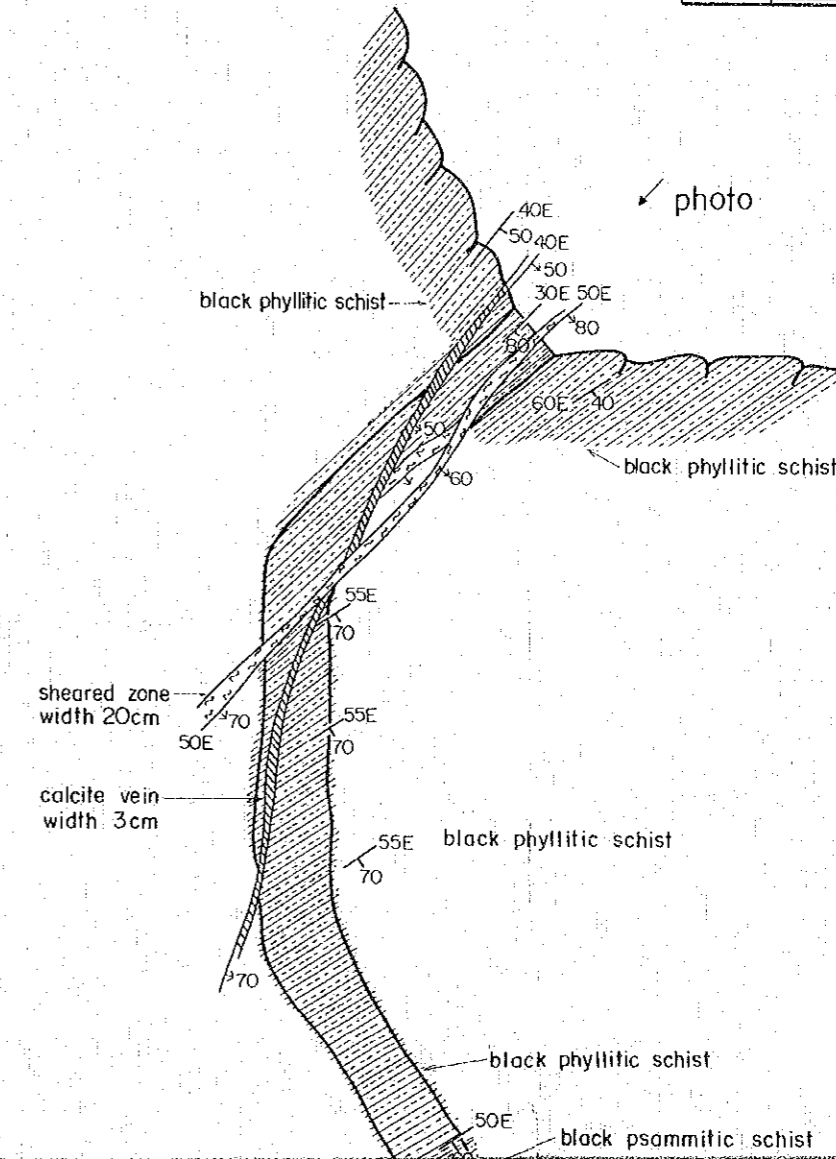 photo
40E
50 40E
50
black phyllitic schist
30E 50E
80
80
60E 40
50
black phyllitic schist
60
55E
70
sheared zone
width 20cm
70
50E
55E
70
calcite vein
width 3cm
55E
black phyllitic schist
70
70
black phyllitic schist
50E
black psammitic schist